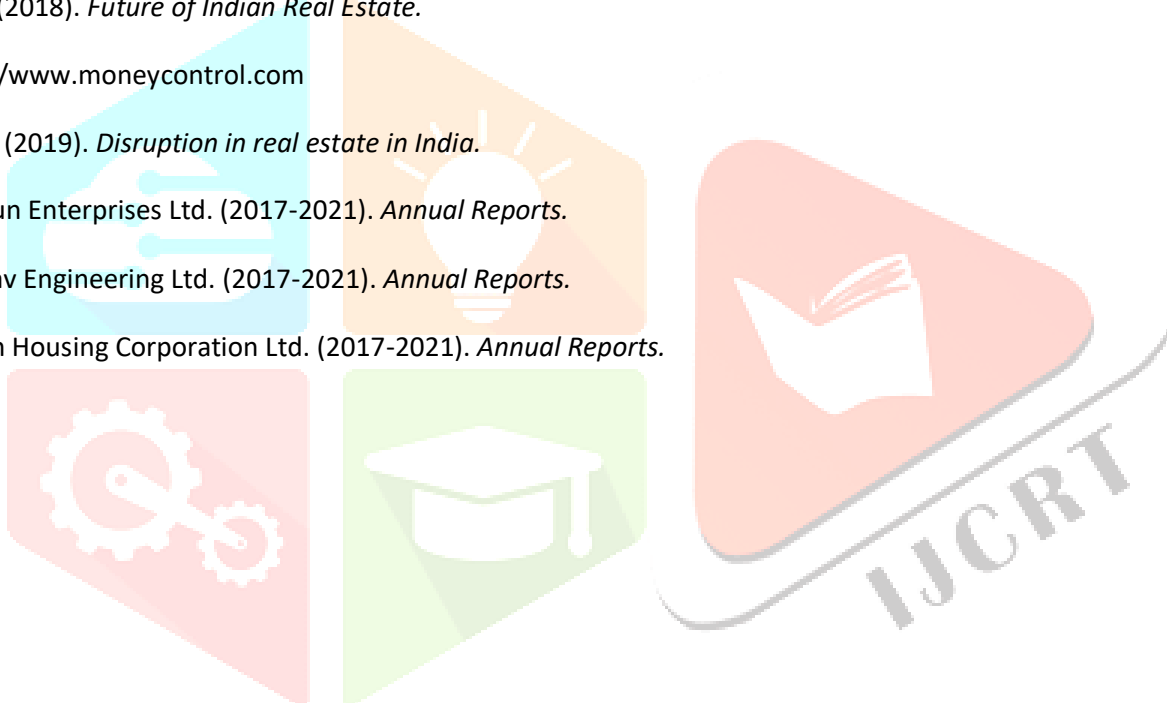 (2018). Future of Indian Real Estate.
/www.moneycontrol.com
(2019). Disruption in real estate in India.
un Enterprises Ltd. (2017-2021). Annual Reports.
av Engineering Ltd. (2017-2021). Annual Reports.
n Housing Corporation Ltd. (2017-2021). Annual Reports.
IJCRT